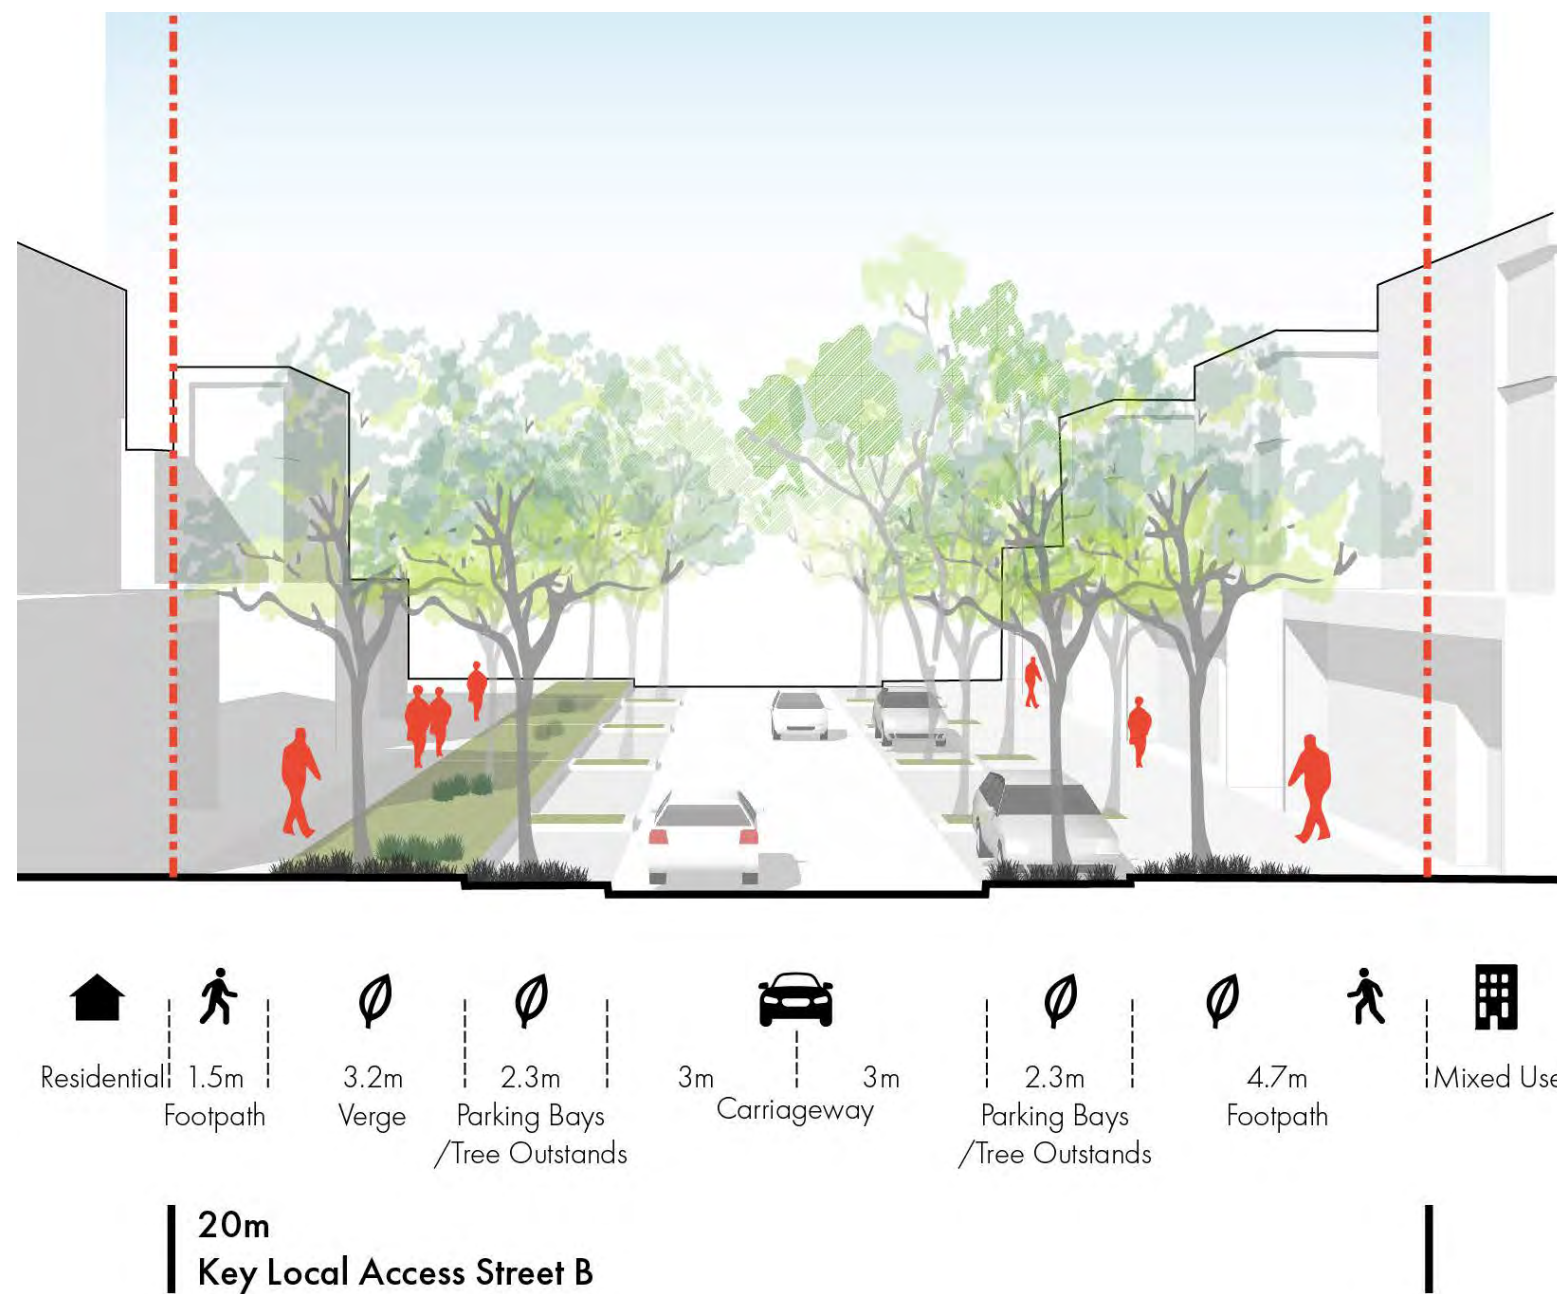 Residential 1.5m 3.2m 2.3m 3m 3m 2.3m 4.7m Mixed Use
Footpath Verge Parking Bays Carriageway Parking Bays Footpath
/Tree Outstands /Tree Outstands
20m
Key Local Access Street B